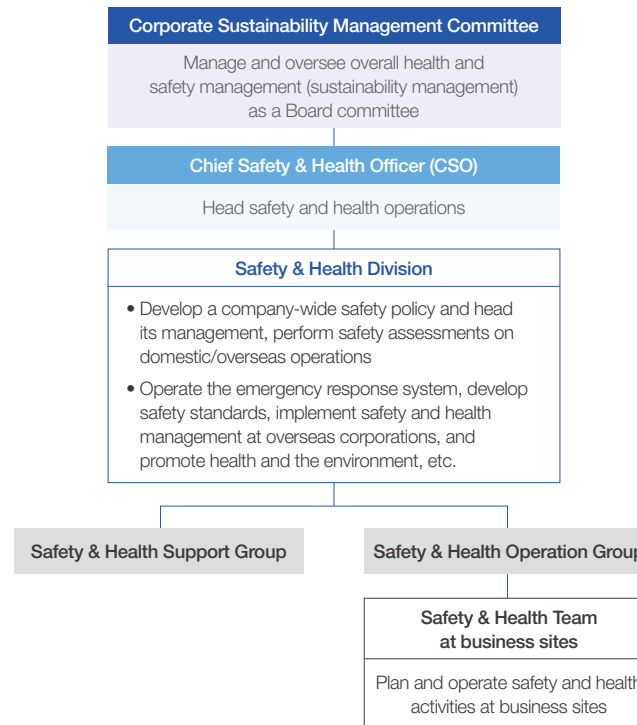 Corporate Sustainability Management Committee
Manage and oversee overall health and
safety management (sustainability management)
as a Board committee
Chief Safety & Health Officer (CSO)
Head safety and health operations
Safety & Health Division
• Develop a company-wide safety policy and head
its management, perform safety assessments on
domestic/overseas operations
• Operate the emergency response system, develop
safety standards, implement safety and health
management at overseas corporations, and
promote health and the environment, etc.
Safety & Health Support Group
Safety & Health Operation Group
Safety & Health Team
at business sites
Plan and operate safety and health
activities at business sites